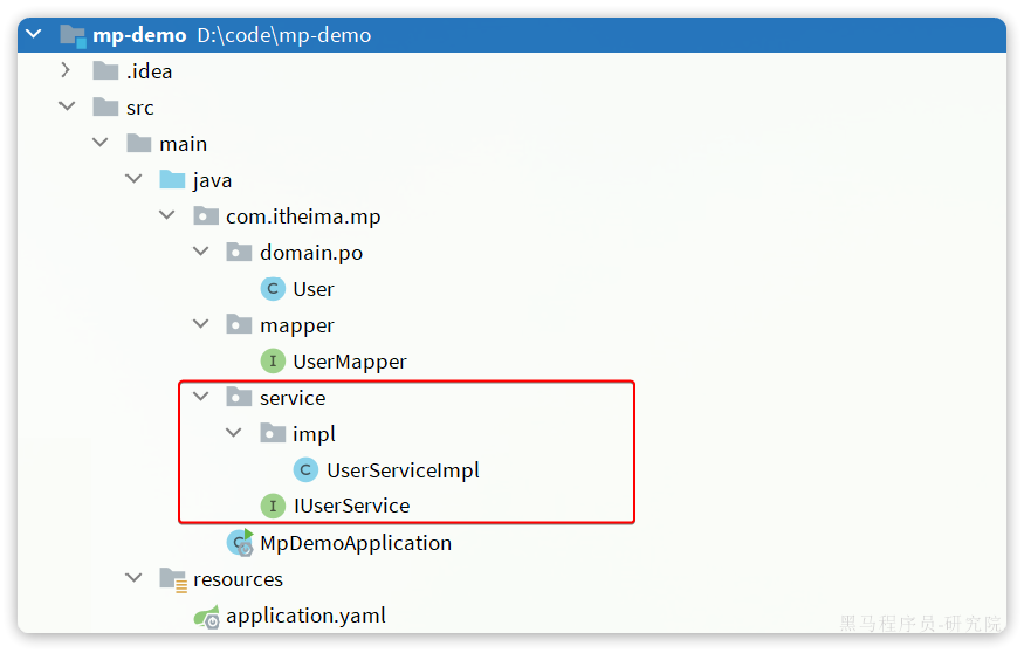 mp-demo D:\code\mp-demo
.idea
src
main
java
com.itheima.mp
domain.po
C User
mapper
I UserMapper
service
impl
C UserServiceImpl
I IUserService
C MpDemoApplication
resources
application.yaml
黑马程序员-研究院